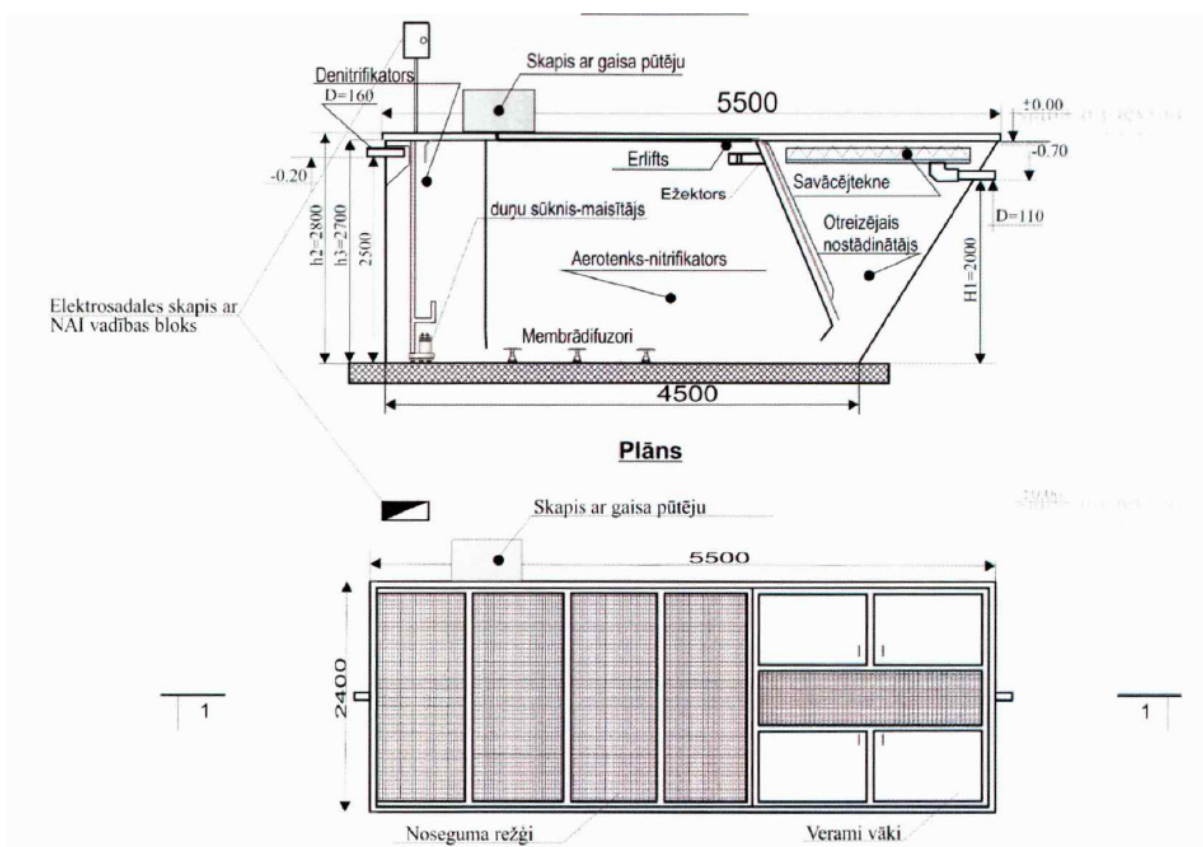 Skapis ar gaisa pūtēju
Denitrifikators
D=160
5500
±0.00
-0.70
Erlifts
Ežektors
Savācējtekne
-0.20
duņu sūknis-maisītājs
D=110
Otreizējais
nostādinātājs
h2=2800
h3=2700
2500
Aerotenks-nitrifikators
H1=2000
Elektrosadales skapis ar
NAI vadības bloks
Membrādifuzori
4500
Plāns
Skapis ar gaisa pūtēju
5500
2400
1
1
Noseguma režģi
Verami vāki